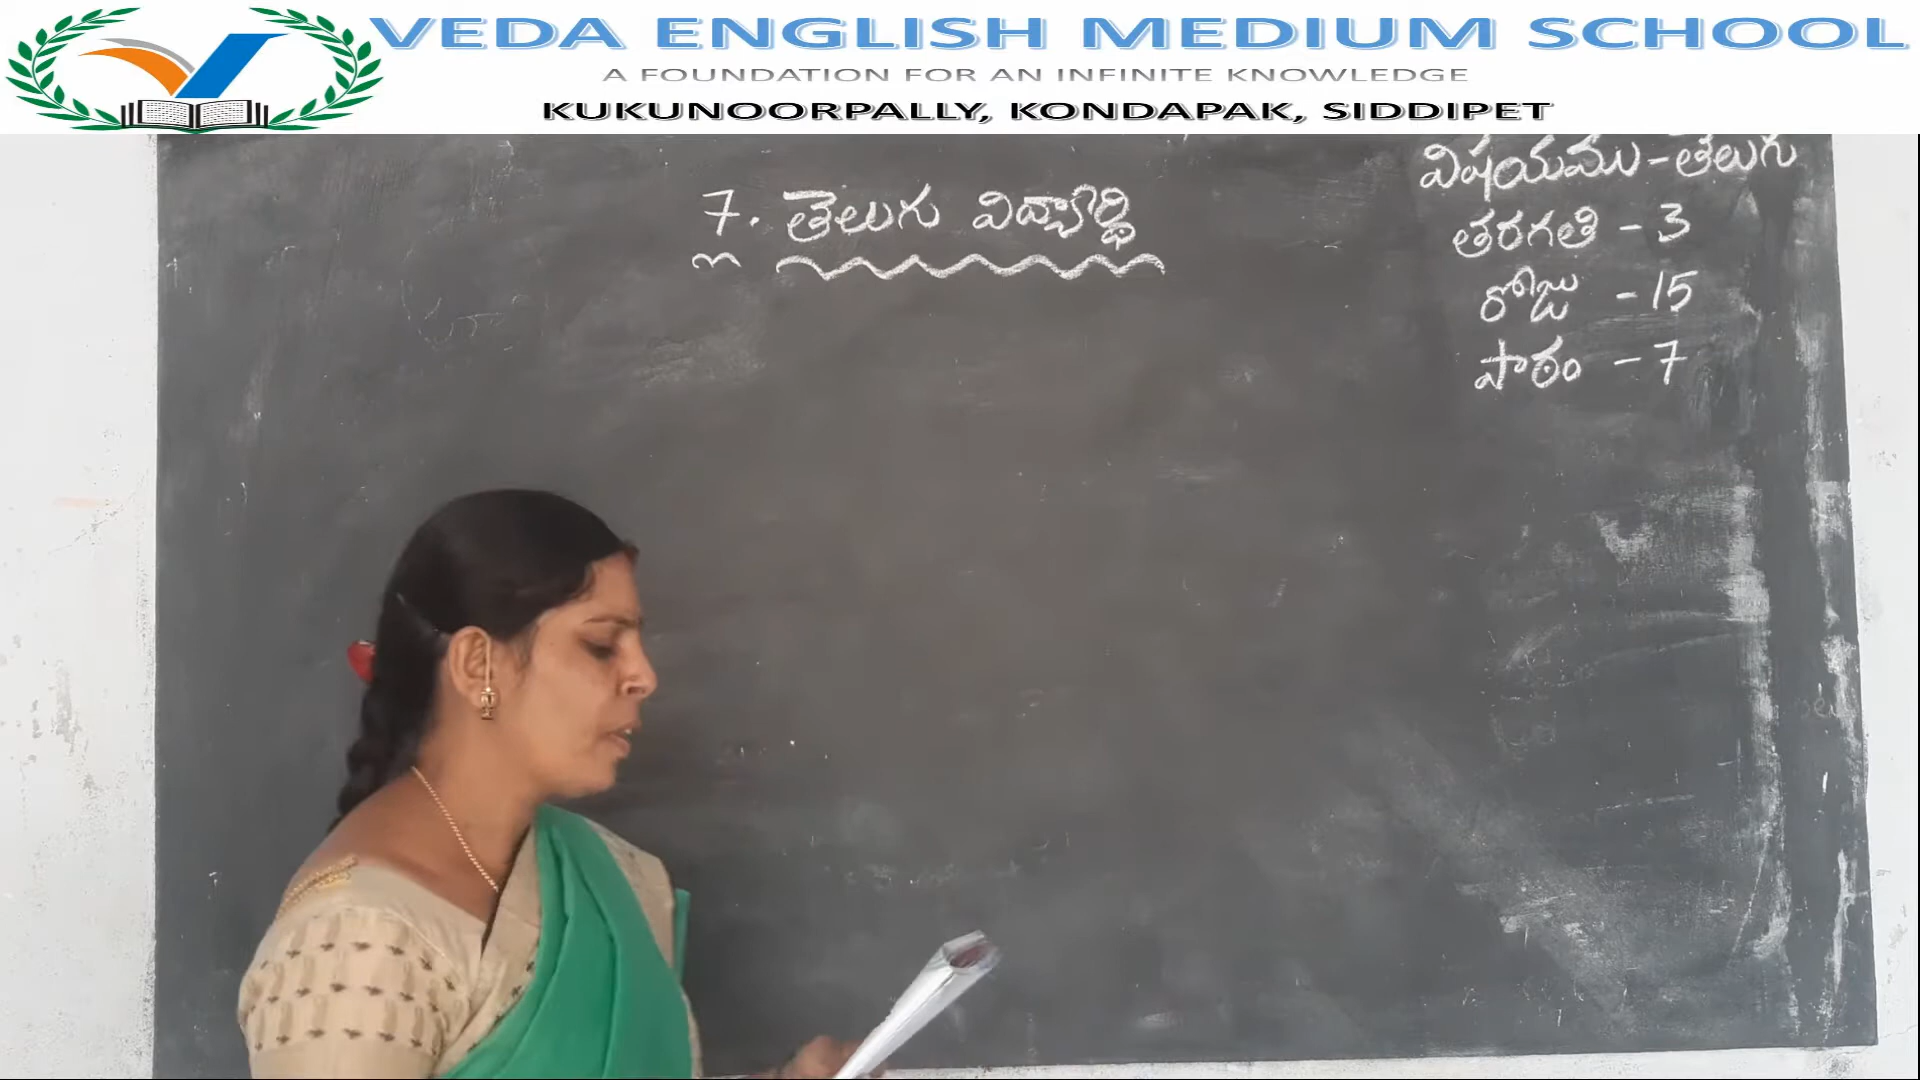 VEDA ENGLISH MEDIUM SCHOOL
A FOUNDATION FOR AN INFINITE KNOWLEDGE
KUKUNOORPALLY, KONDAPAK, SIDDIPET
7. తెలుగు విద్యార్థి
విషయము - తెలుగు
తరగతి - 3
రోజు - 15
పాఠం - 7